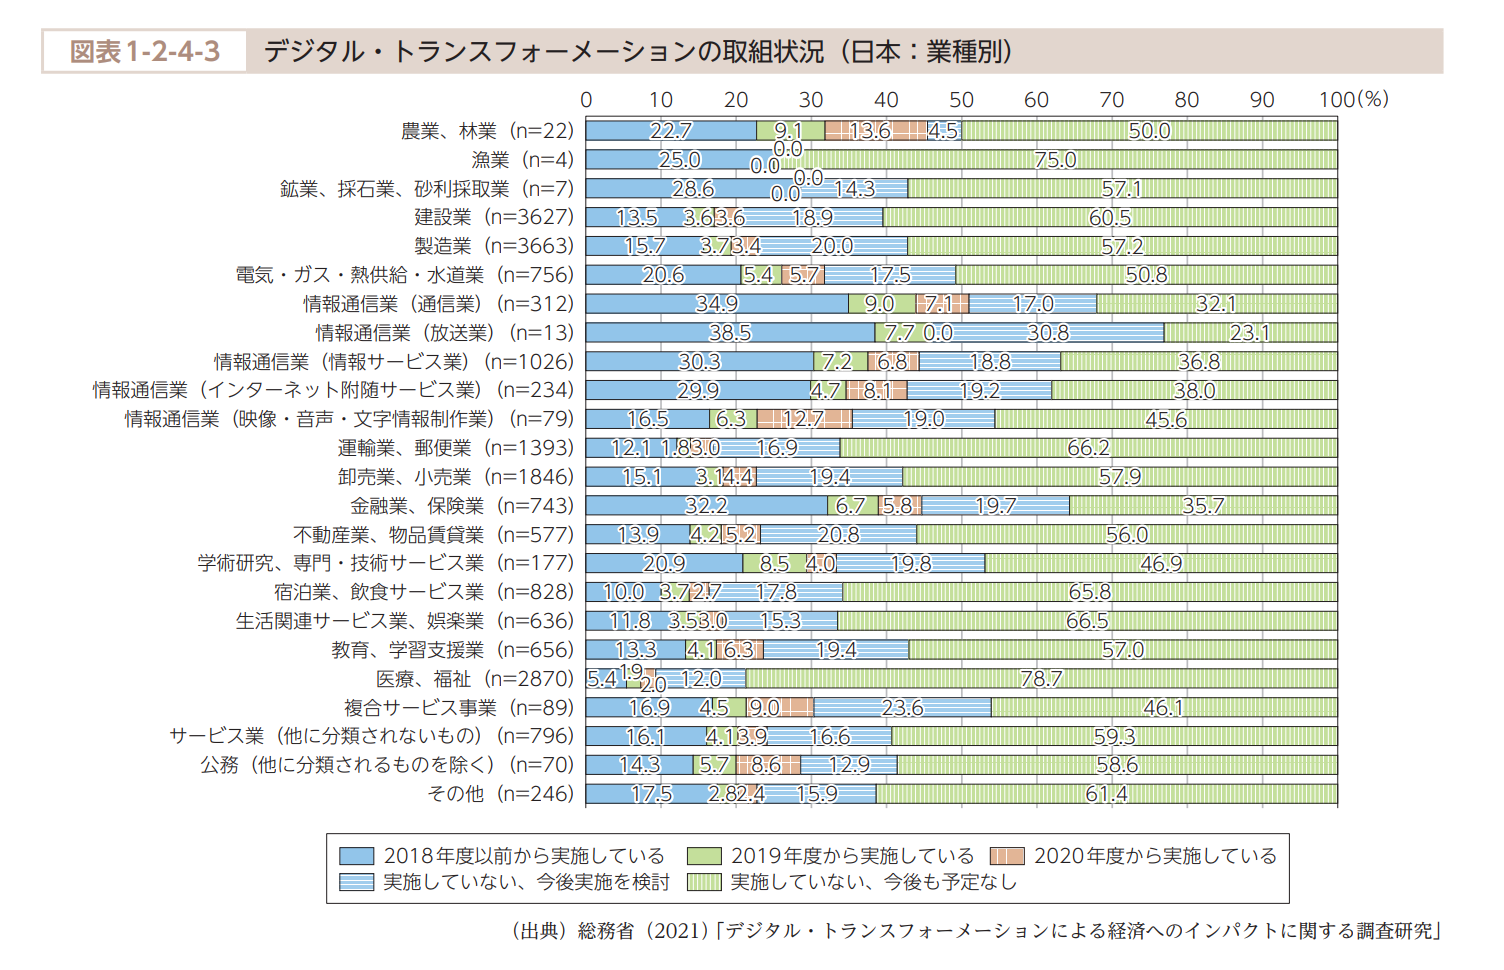 図表1-2-4-3 デジタル・トランスフォーメーションの取組状況（日本：業種別）
0 10 20 30 40 50 60 70 80 90 100(%)
農業、林業（n=22） 22.7 9.1 13.6 4.5 50.0
漁業（n=4） 25.0 0.0 0.0 75.0
鉱業、採石業、砂利採取業（n=7） 28.6 0.0 0.0 14.3 57.1
建設業（n=3627） 13.5 3.6 3.6 18.9 60.5
製造業（n=3663） 15.7 3.7 3.4 20.0 57.2
電気・ガス・熱供給・水道業（n=756） 20.6 5.4 5.7 17.5 50.8
情報通信業（通信業）（n=312） 34.9 9.0 7.1 17.0 32.1
情報通信業（放送業）（n=13） 38.5 7.7 0.0 30.8 23.1
情報通信業（情報サービス業）（n=1026） 30.3 7.2 6.8 18.8 36.8
情報通信業（インターネット附随サービス業）（n=234） 29.9 4.7 8.1 19.2 38.0
情報通信業（映像・音声・文字情報制作業）（n=79） 16.5 6.3 12.7 19.0 45.6
運輸業、郵便業（n=1393） 12.1 1.8 3.0 16.9 66.2
卸売業、小売業（n=1846） 15.1 3.1 4.4 19.4 57.9
金融業、保険業（n=743） 32.2 6.7 5.8 19.7 35.7
不動産業、物品賃貸業（n=577） 13.9 4.2 5.2 20.8 56.0
学術研究、専門・技術サービス業（n=177） 20.9 8.5 4.0 19.8 46.9
宿泊業、飲食サービス業（n=828） 10.0 3.7 2.7 17.8 65.8
生活関連サービス業、娯楽業（n=636） 11.8 3.5 3.0 15.3 66.5
教育、学習支援業（n=656） 13.3 4.1 6.3 19.4 57.0
医療、福祉（n=2870） 5.4 1.9 2.0 12.0 78.7
複合サービス事業（n=89） 16.9 4.5 9.0 23.6 46.1
サービス業（他に分類されないもの）（n=796） 16.1 4.1 3.9 16.6 59.3
公務（他に分類されるものを除く）（n=70） 14.3 5.7 8.6 12.9 58.6
その他（n=246） 17.5 2.8 2.4 15.9 61.4
2018年度以前から実施している 2019年度から実施している 2020年度から実施している
実施していない、今後実施を検討 実施していない、今後も予定なし
（出典）総務省（2021）「デジタル・トランスフォーメーションによる経済へのインパクトに関する調査研究」